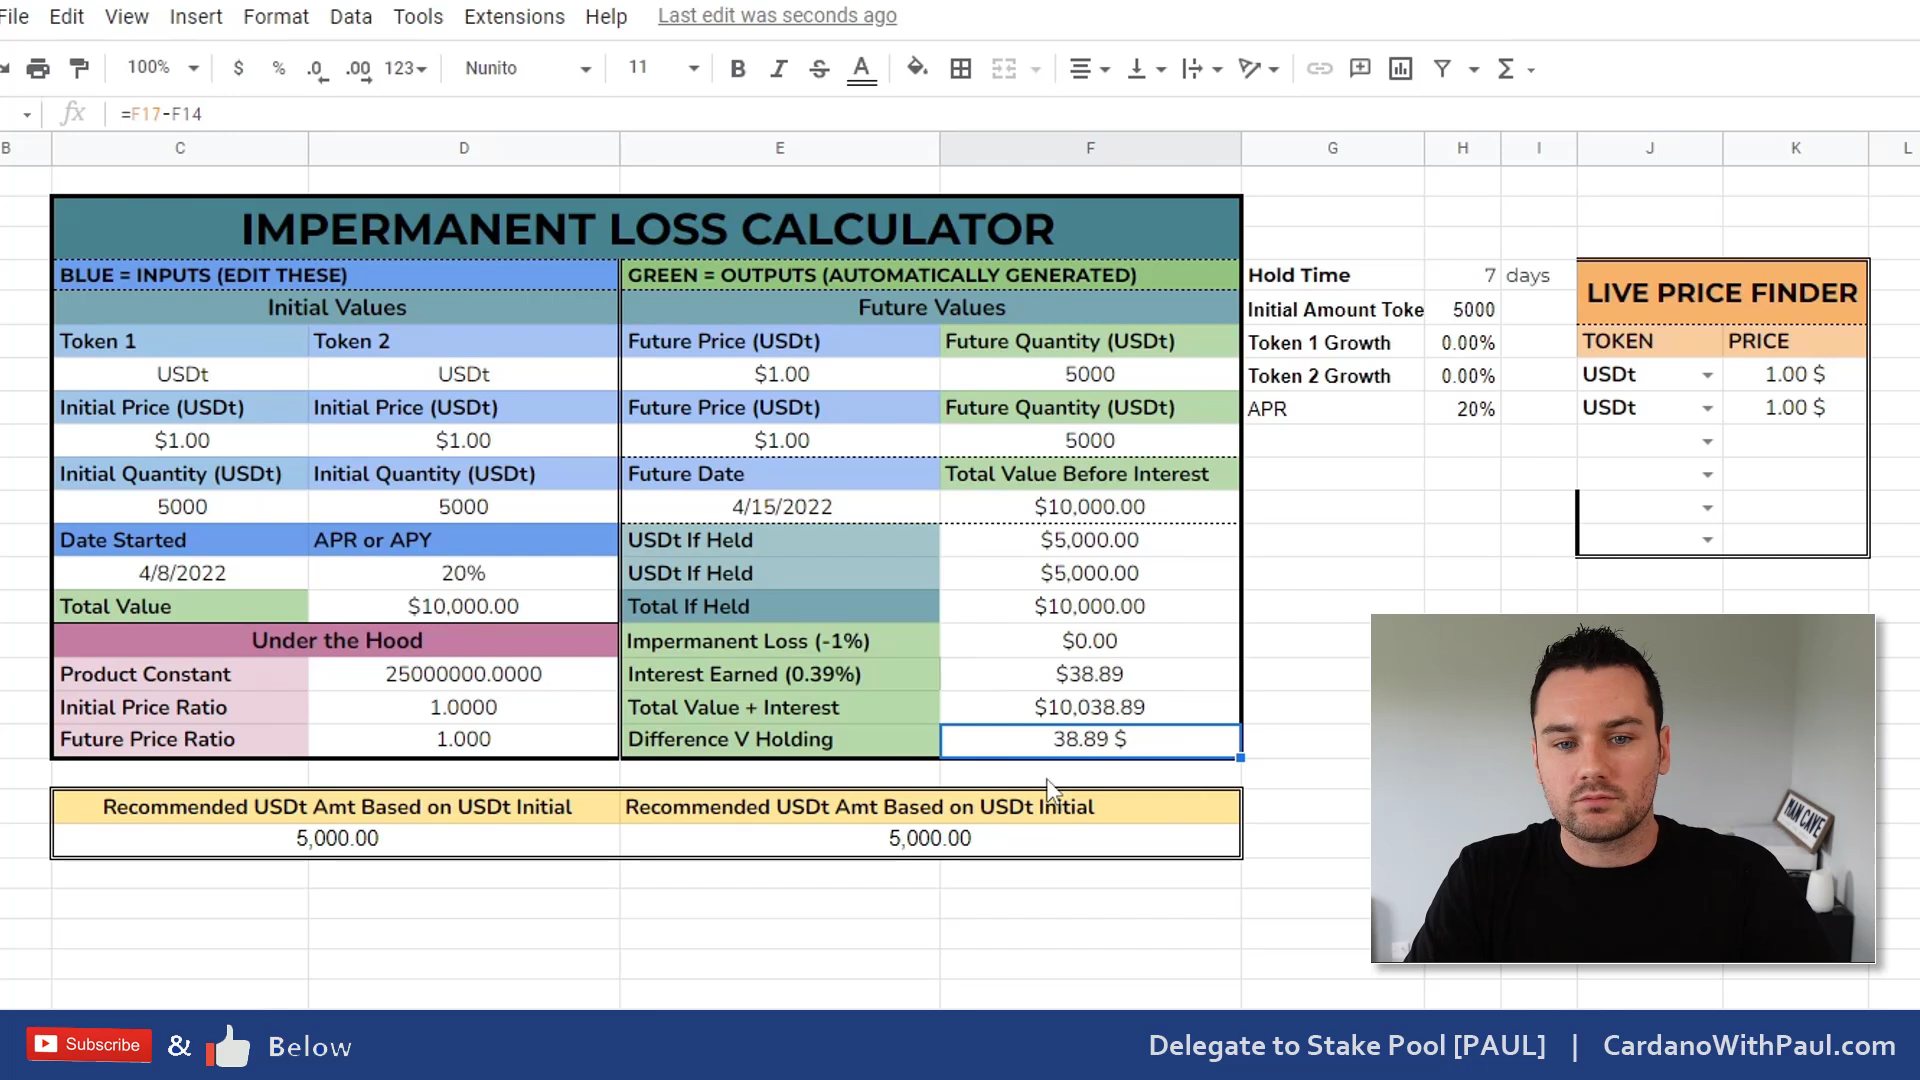 File Edit View Insert Format Data Tools Extensions Help Last edit was seconds ago
100% $ % .0 .00 123 Nunito 11 B I S A
fx =F17-F14
B C D E F G H I J K L
IMPERMANENT LOSS CALCULATOR
BLUE = INPUTS (EDIT THESE) GREEN = OUTPUTS (AUTOMATICALLY GENERATED) Hold Time 7 days
LIVE PRICE FINDER
Initial Values Future Values Initial Amount Toke 5000
Token 1 Token 2 Future Price (USDt) Future Quantity (USDt) Token 1 Growth 0.00% TOKEN PRICE
USDt USDt $1.00 5000 Token 2 Growth 0.00% USDt 1.00 $
Initial Price (USDt) Initial Price (USDt) Future Price (USDt) Future Quantity (USDt) APR 20% USDt 1.00 $
$1.00 $1.00 $1.00 5000
Initial Quantity (USDt) Initial Quantity (USDt) Future Date Total Value Before Interest
5000 5000 4/15/2022 $10,000.00
Date Started APR or APY USDt If Held $5,000.00
4/8/2022 20% USDt If Held $5,000.00
Total Value $10,000.00 Total If Held $10,000.00
Under the Hood Impermanent Loss (-1%) $0.00
Product Constant 25000000.0000 Interest Earned (0.39%) $38.89
Initial Price Ratio 1.0000 Total Value + Interest $10,038.89
Future Price Ratio 1.000 Difference V Holding 38.89 $
Recommended USDt Amt Based on USDt Initial Recommended USDt Amt Based on USDt Initial
5,000.00 5,000.00
MAN CAVE
Subscribe & Below Delegate to Stake Pool [PAUL] | CardanoWithPaul.com